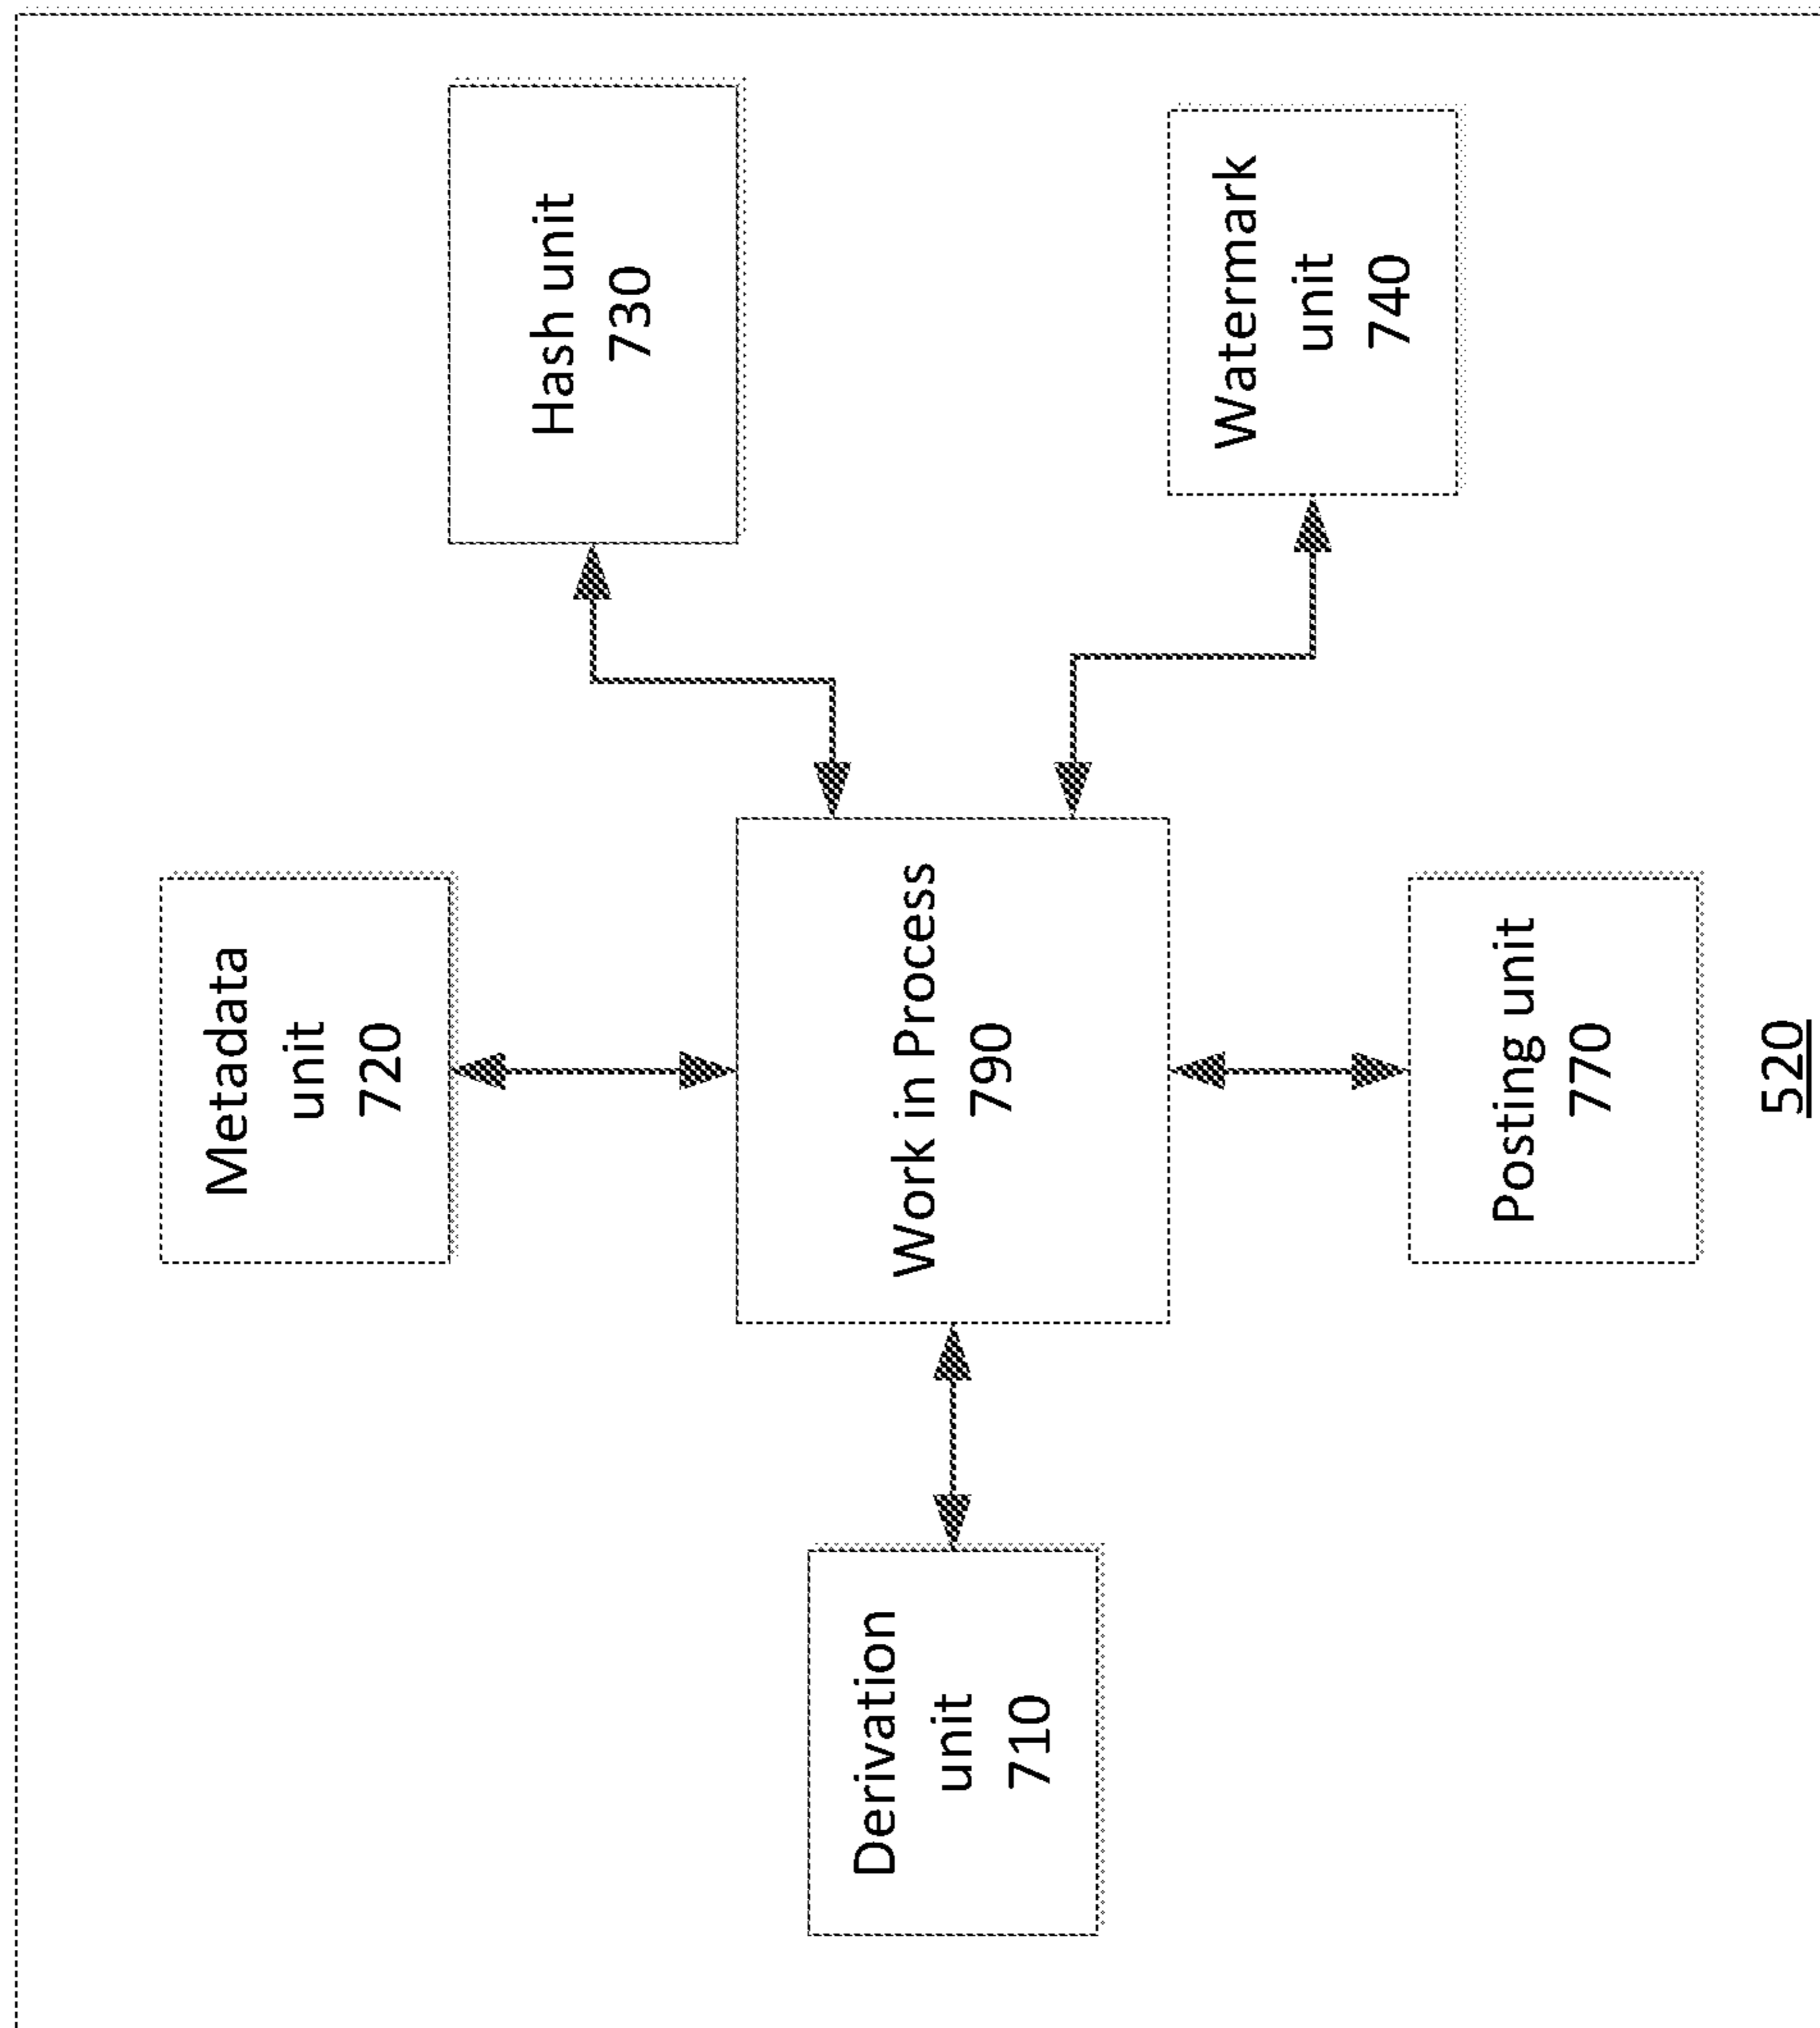 Metadata
unit
720
Hash unit
730
Derivation
unit
710
Work in Process
790
Watermark
unit
740
Posting unit
770
520